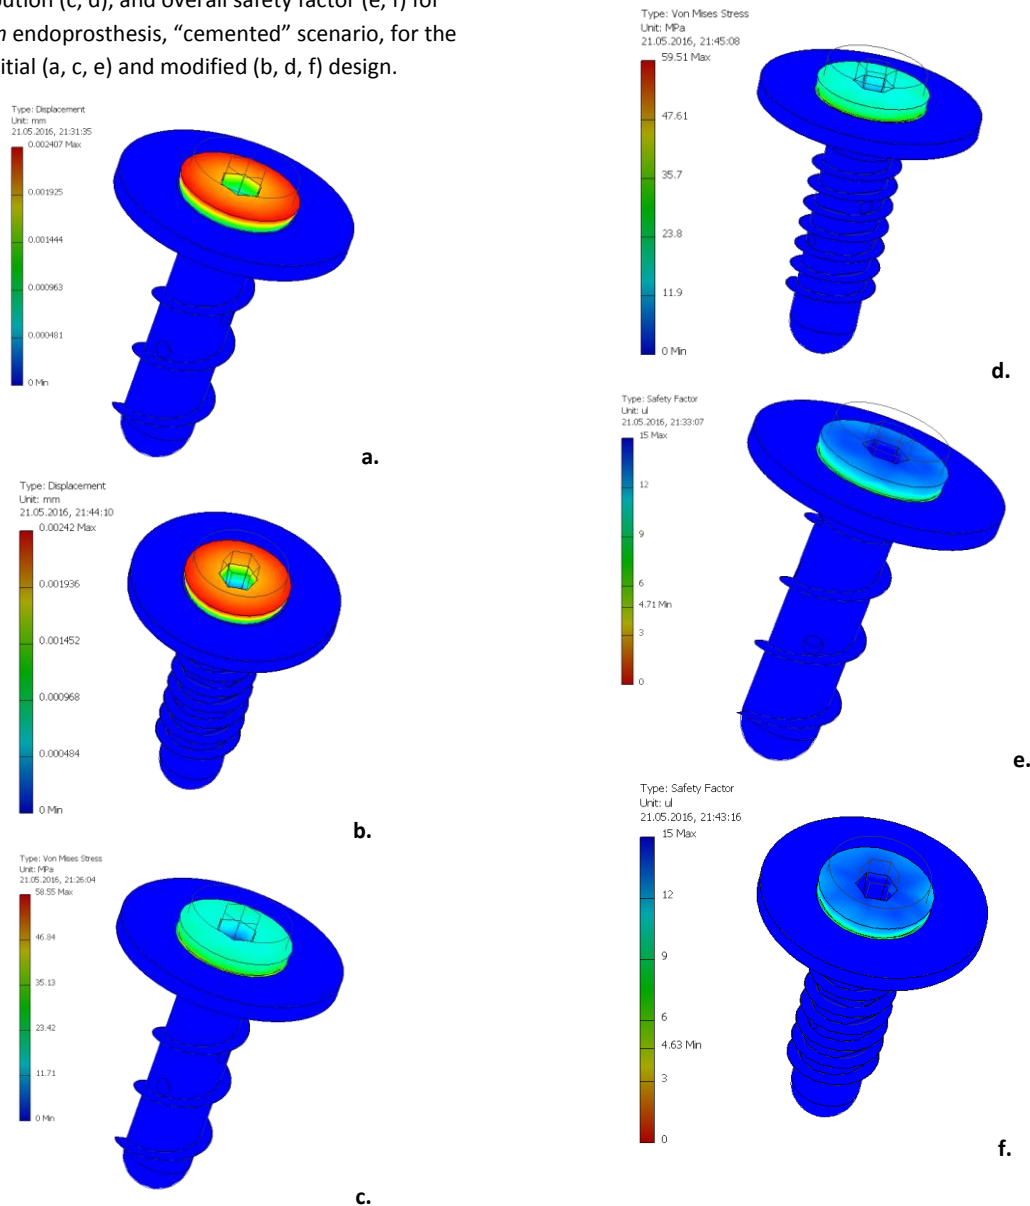 bution (c, d), and overall safety factor (e, f) for
endoprosthesis, “cemented” scenario, for the
itial (a, c, e) and modified (b, d, f) design.
Type: Displacement
Unit: mm
21.05.2016, 21:31:35
0.002407 Max
0.001925
0.001444
0.000963
0.000481
0 Min
a.
Type: Displacement
Unit: mm
21.05.2016, 21:44:10
0.00242 Max
0.001936
0.001452
0.000968
0.000484
0 Min
b.
Type: Von Mises Stress
Unit: MPa
21.05.2016, 21:26:04
58.55 Max
46.84
35.13
23.42
11.71
0 Min
c.
Type: Von Mises Stress
Unit: MPa
21.05.2016, 21:45:08
59.51 Max
47.61
35.7
23.8
11.9
0 Min
d.
Type: Safety Factor
Unit: ul
21.05.2016, 21:33:07
15 Max
12
9
6
4.71 Min
3
0
e.
Type: Safety Factor
Unit: ul
21.05.2016, 21:43:16
15 Max
12
9
6
4.63 Min
3
0
f.